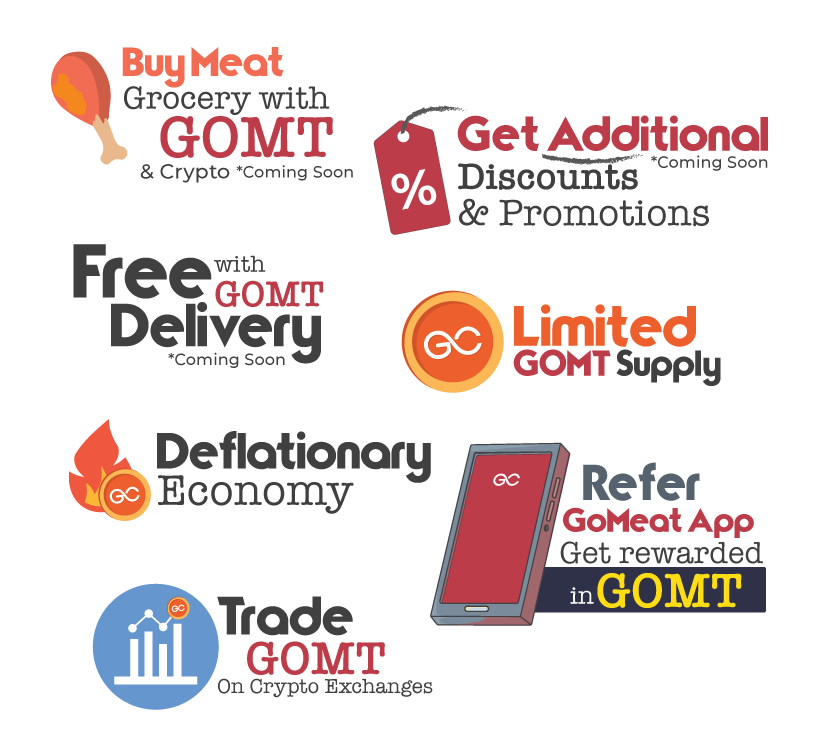 Buy Meat
Grocery with
GOMT
& Crypto *Coming Soon
Get Additional
*Coming Soon
Discounts
& Promotions
%
Free with
GOMT
Delivery
*Coming Soon
GC
Limited
GOMT Supply
Deflationary
Economy
GC
GC
Refer
GoMeat App
Get rewarded
in GOMT
GC
Trade
GOMT
On Crypto Exchanges